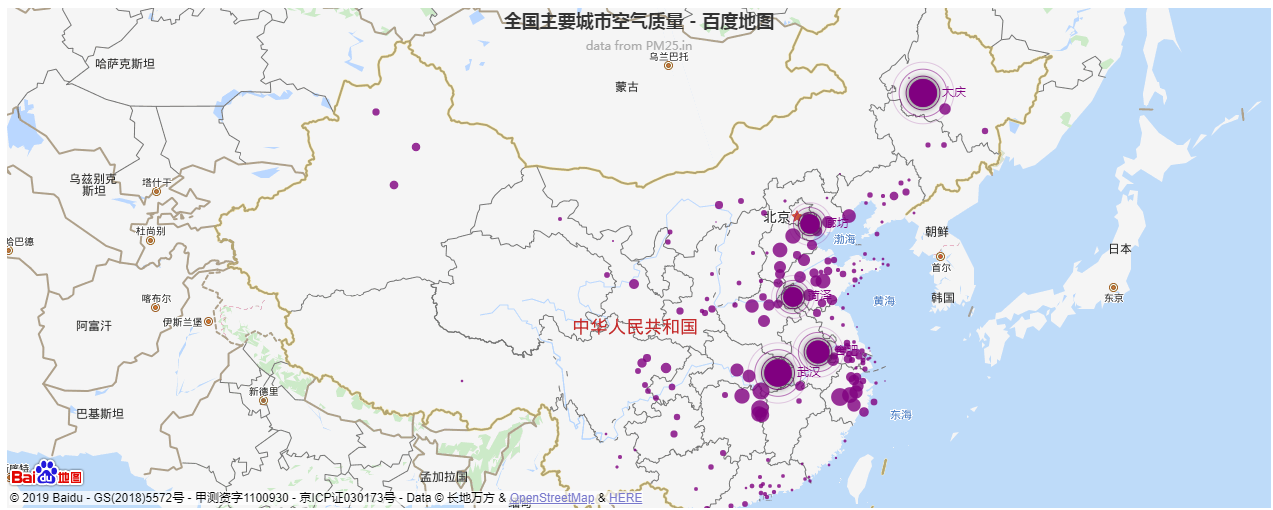 全国主要城市空气质量 - 百度地图
data from PM25.in
乌兰巴托
哈萨克斯坦
蒙古
大庆
乌兹别克
斯坦
塔什干
北京
廊坊
杜尚别
朝鲜
哈巴德
渤海
日本
首尔
喀布尔
菏泽
黄海
韩国
东京
伊斯兰堡
阿富汗
中华人民共和国
合肥
武汉
新德里
巴基斯坦
东海
孟加拉国
Bai du 地图
© 2019 Baidu - GS(2018)5572号 - 甲测资字1100930 - 京ICP证030173号 - Data © 长地万方 & OpenStreetMap & HERE